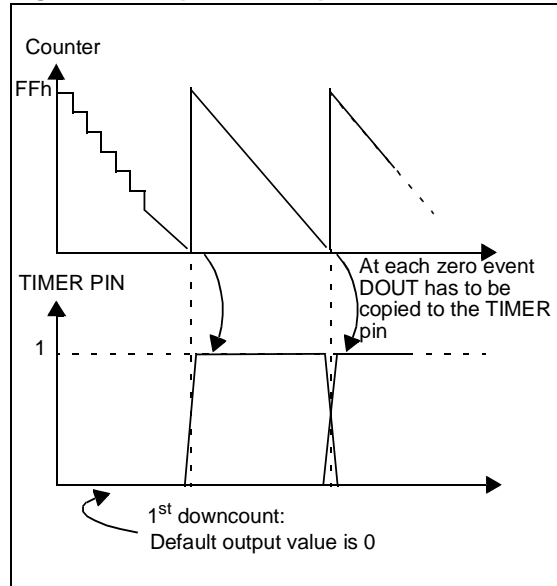 Counter
FFh
At each zero event
DOUT has to be
copied to the TIMER
pin
TIMER PIN
1
1st downcount:
Default output value is 0